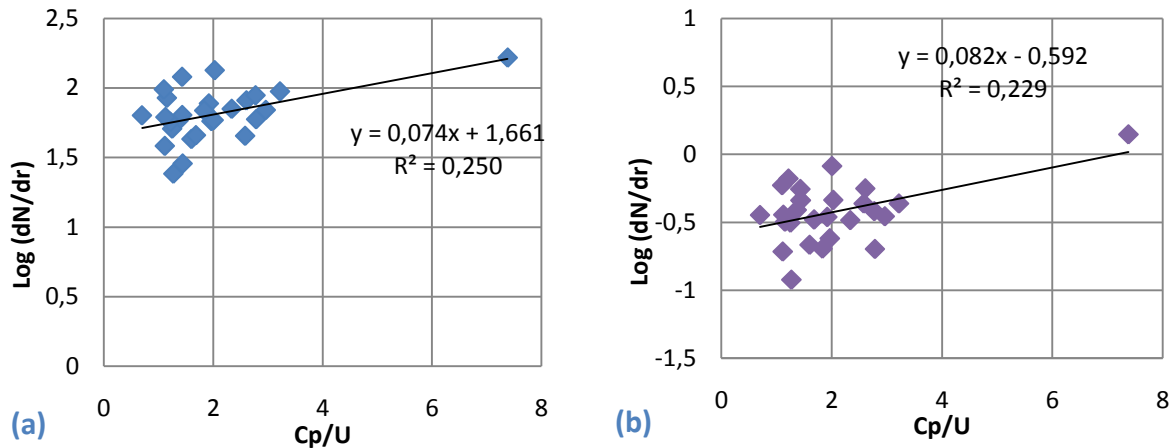 2,5
2
1,5
1
0,5
0
0
2
4
6
8
Log (dN/dr)
Cp/U
y = 0,074x + 1,661
R² = 0,250
(a)
1
0,5
0
-0,5
-1
-1,5
0
2
4
6
8
Log (dN/dr)
Cp/U
y = 0,082x - 0,592
R² = 0,229
(b)